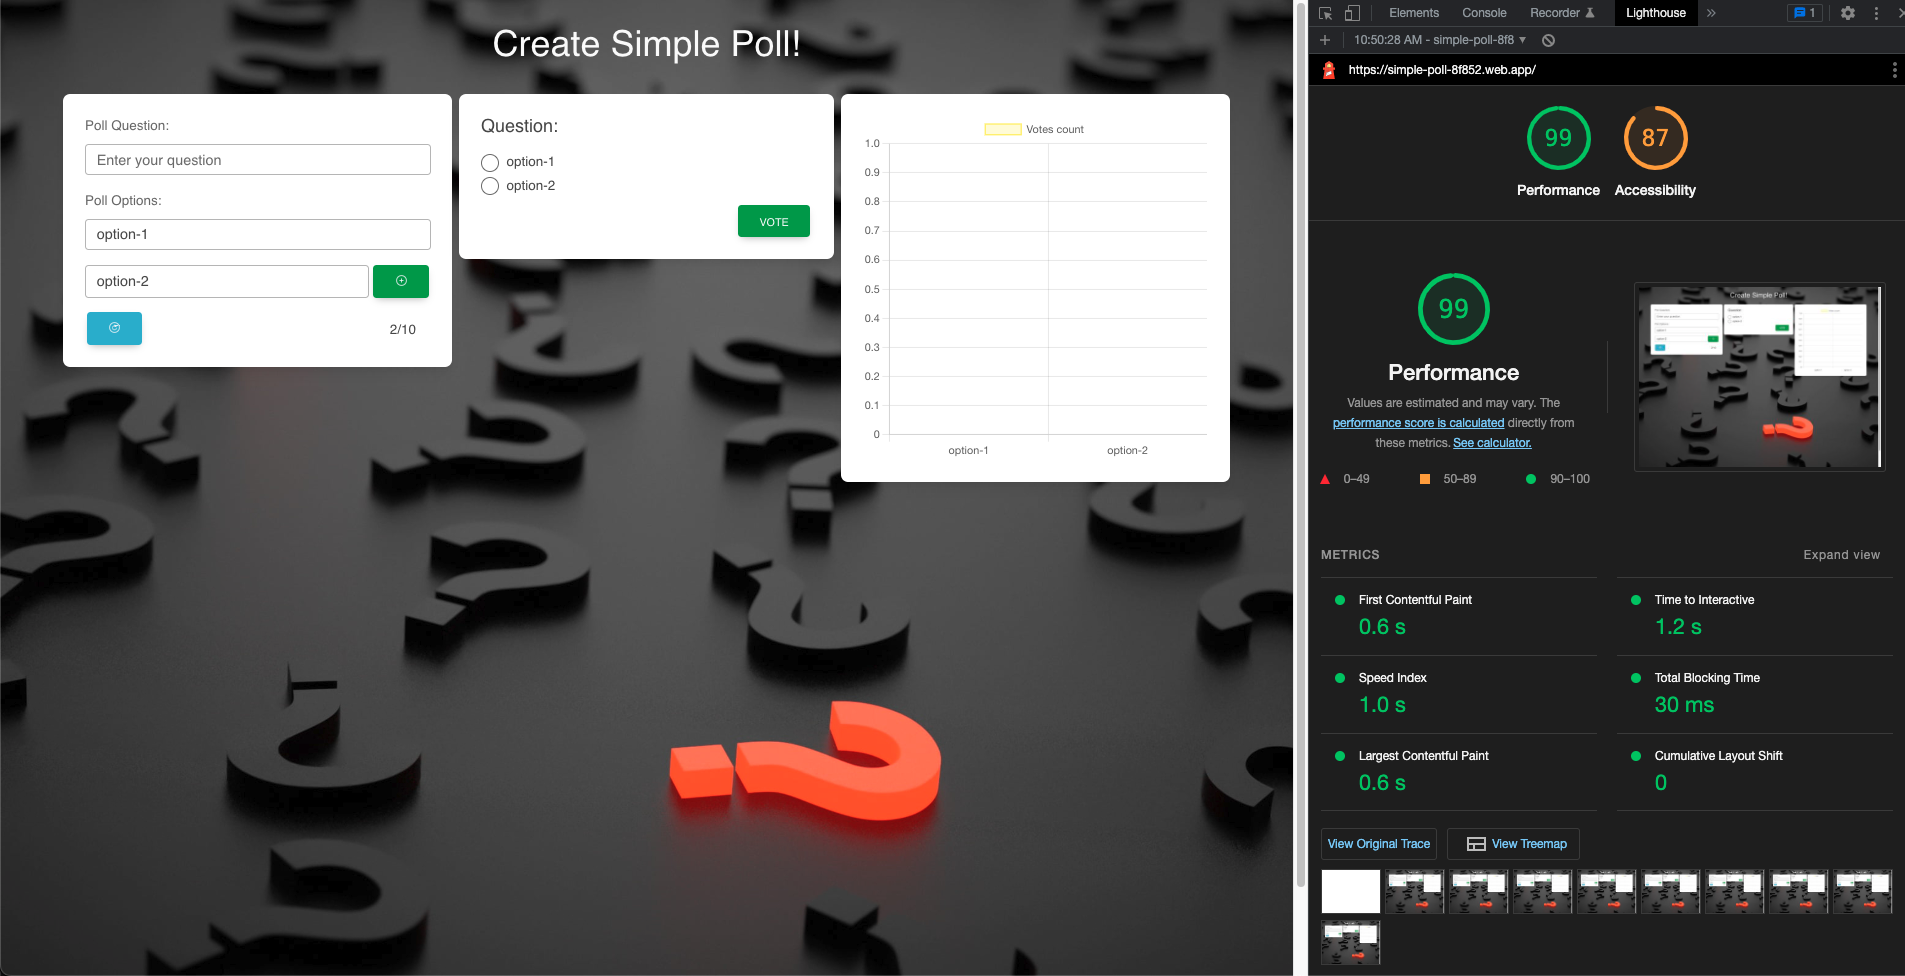 Create Simple Poll!
Poll Question:
Enter your question
Poll Options:
option-1
option-2
2/10
Question:
option-1
option-2
VOTE
Votes count
1.0
0.9
0.8
0.7
0.6
0.5
0.4
0.3
0.2
0.1
0
option-1 option-2
Elements Console Recorder Lighthouse » 1
10:50:28 AM - simple-poll-8f8
https://simple-poll-8f852.web.app/
99 87
Performance Accessibility
99
Performance
Values are estimated and may vary. The
performance score is calculated directly from
these metrics. See calculator.
0–49 50–89 90–100
Create Simple Poll!
METRICS Expand view
First Contentful Paint Time to Interactive
0.6 s 1.2 s
Speed Index Total Blocking Time
1.0 s 30 ms
Largest Contentful Paint Cumulative Layout Shift
0.6 s 0
View Original Trace View Treemap